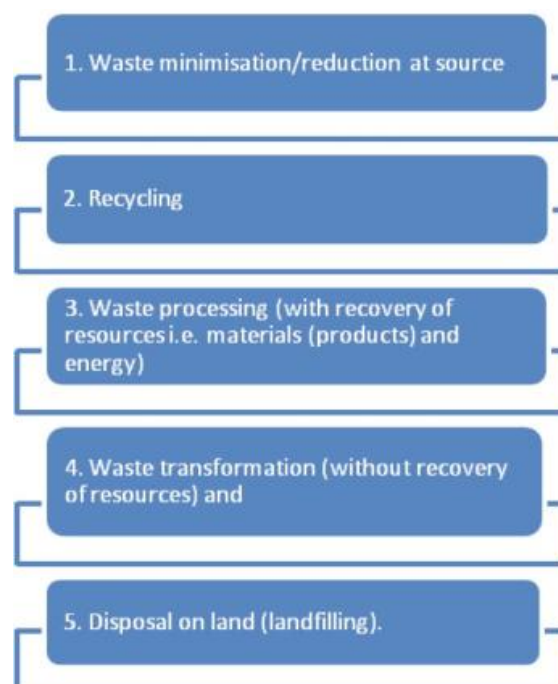 1. Waste minimisation/reduction at source
2. Recycling
3. Waste processing (with recovery of
resources i.e. materials (products) and
energy)
4. Waste transformation (without recovery
of resources) and
5. Disposal on land (landfilling).